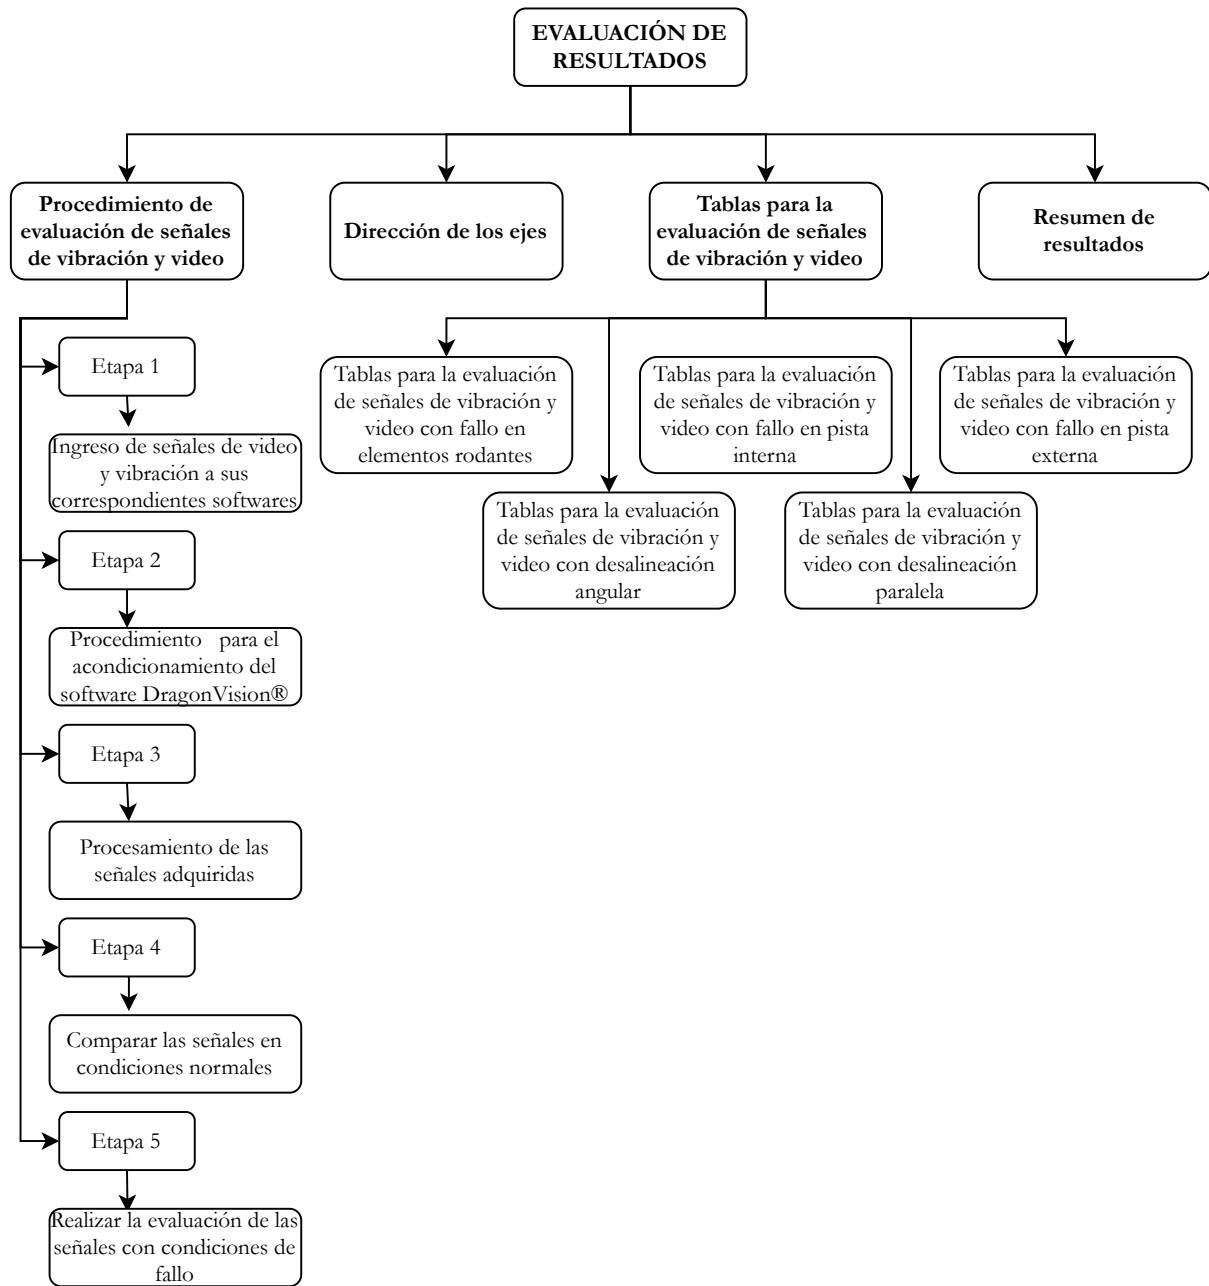 EVALUACIÓN DE
RESULTADOS
Procedimiento de
evaluación de señales
de vibración y video
Dirección de los ejes
Tablas para la
evaluación de señales
de vibración y video
Resumen de
resultados
Etapa 1
Ingreso de señales de video
y vibración a sus
correspondientes softwares
Etapa 2
Procedimiento para el
acondicionamiento del
software DragonVision®
Etapa 3
Procesamiento de las
señales adquiridas
Etapa 4
Comparar las señales en
condiciones normales
Etapa 5
Realizar la evaluación de las
señales con condiciones de
fallo
Tablas para la evaluación
de señales de vibración y
video con fallo en
elementos rodantes
Tablas para la evaluación
de señales de vibración y
video con fallo en pista
interna
Tablas para la evaluación
de señales de vibración y
video con fallo en pista
externa
Tablas para la evaluación
de señales de vibración y
video con desalineación
angular
Tablas para la evaluación
de señales de vibración y
video con desalineación
paralela